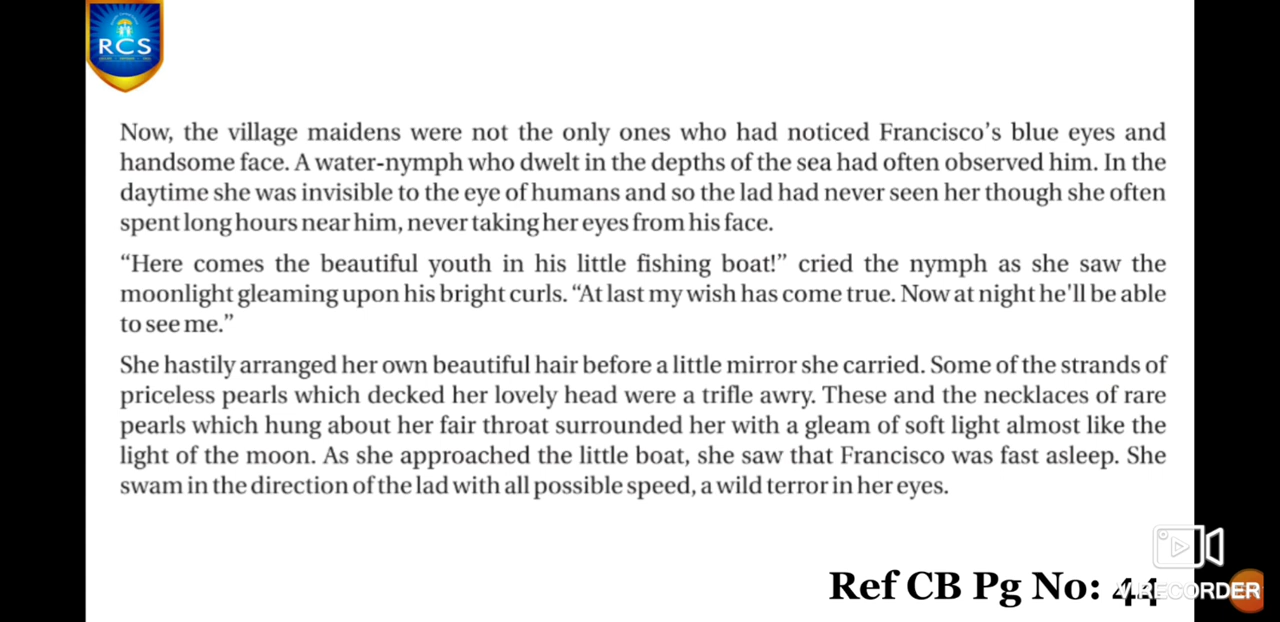 RCS
Now, the village maidens were not the only ones who had noticed Francisco's blue eyes and
handsome face. A water-nymph who dwelt in the depths of the sea had often observed him. In the
daytime she was invisible to the eye of humans and so the lad had never seen her though she often
spent long hours near him, never taking her eyes from his face.
“Here comes the beautiful youth in his little fishing boat!” cried the nymph as she saw the
moonlight gleaming upon his bright curls. “At last my wish has come true. Now at night he'll be able
to see me.”
She hastily arranged her own beautiful hair before a little mirror she carried. Some of the strands of
priceless pearls which decked her lovely head were a trifle awry. These and the necklaces of rare
pearls which hung about her fair throat surrounded her with a gleam of soft light almost like the
light of the moon. As she approached the little boat, she saw that Francisco was fast asleep. She
swam in the direction of the lad with all possible speed, a wild terror in her eyes.
Ref CB Pg No: 44
V.RECORDER